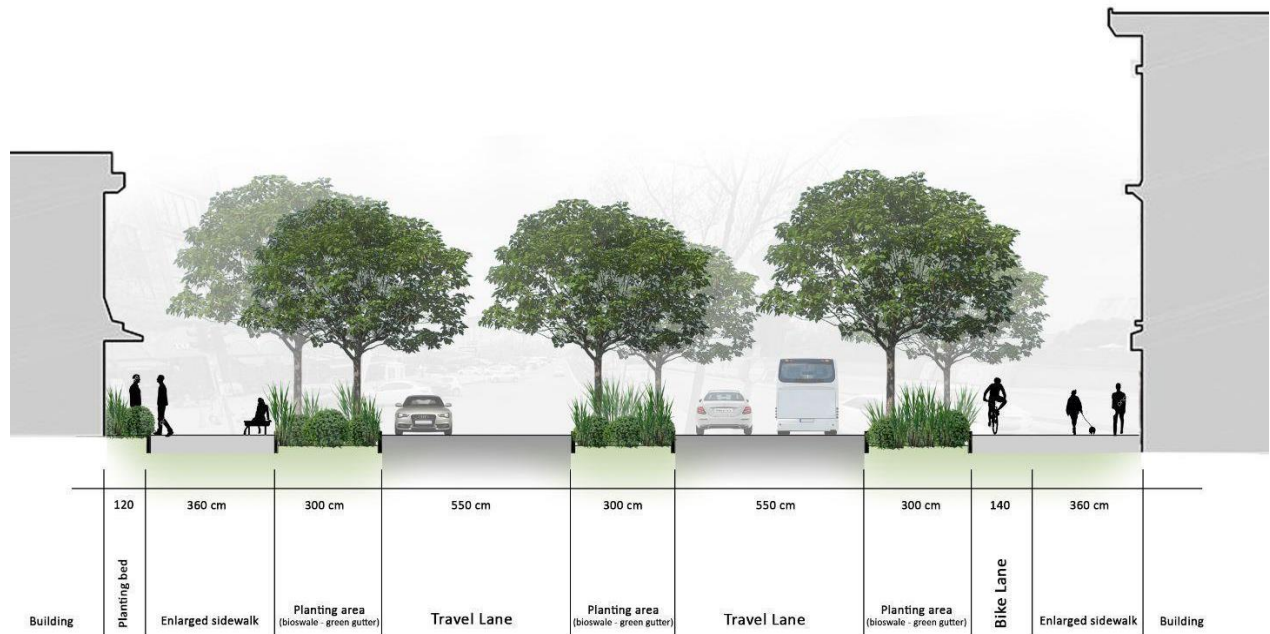 120
360 cm
300 cm
550 cm
300 cm
550 cm
300 cm
140
360 cm
Building
Planting bed
Enlarged sidewalk
Planting area
(bioswale - green gutter)
Travel Lane
Planting area
(bioswale - green gutter)
Travel Lane
Planting area
(bioswale - green gutter)
Bike Lane
Enlarged sidewalk
Building